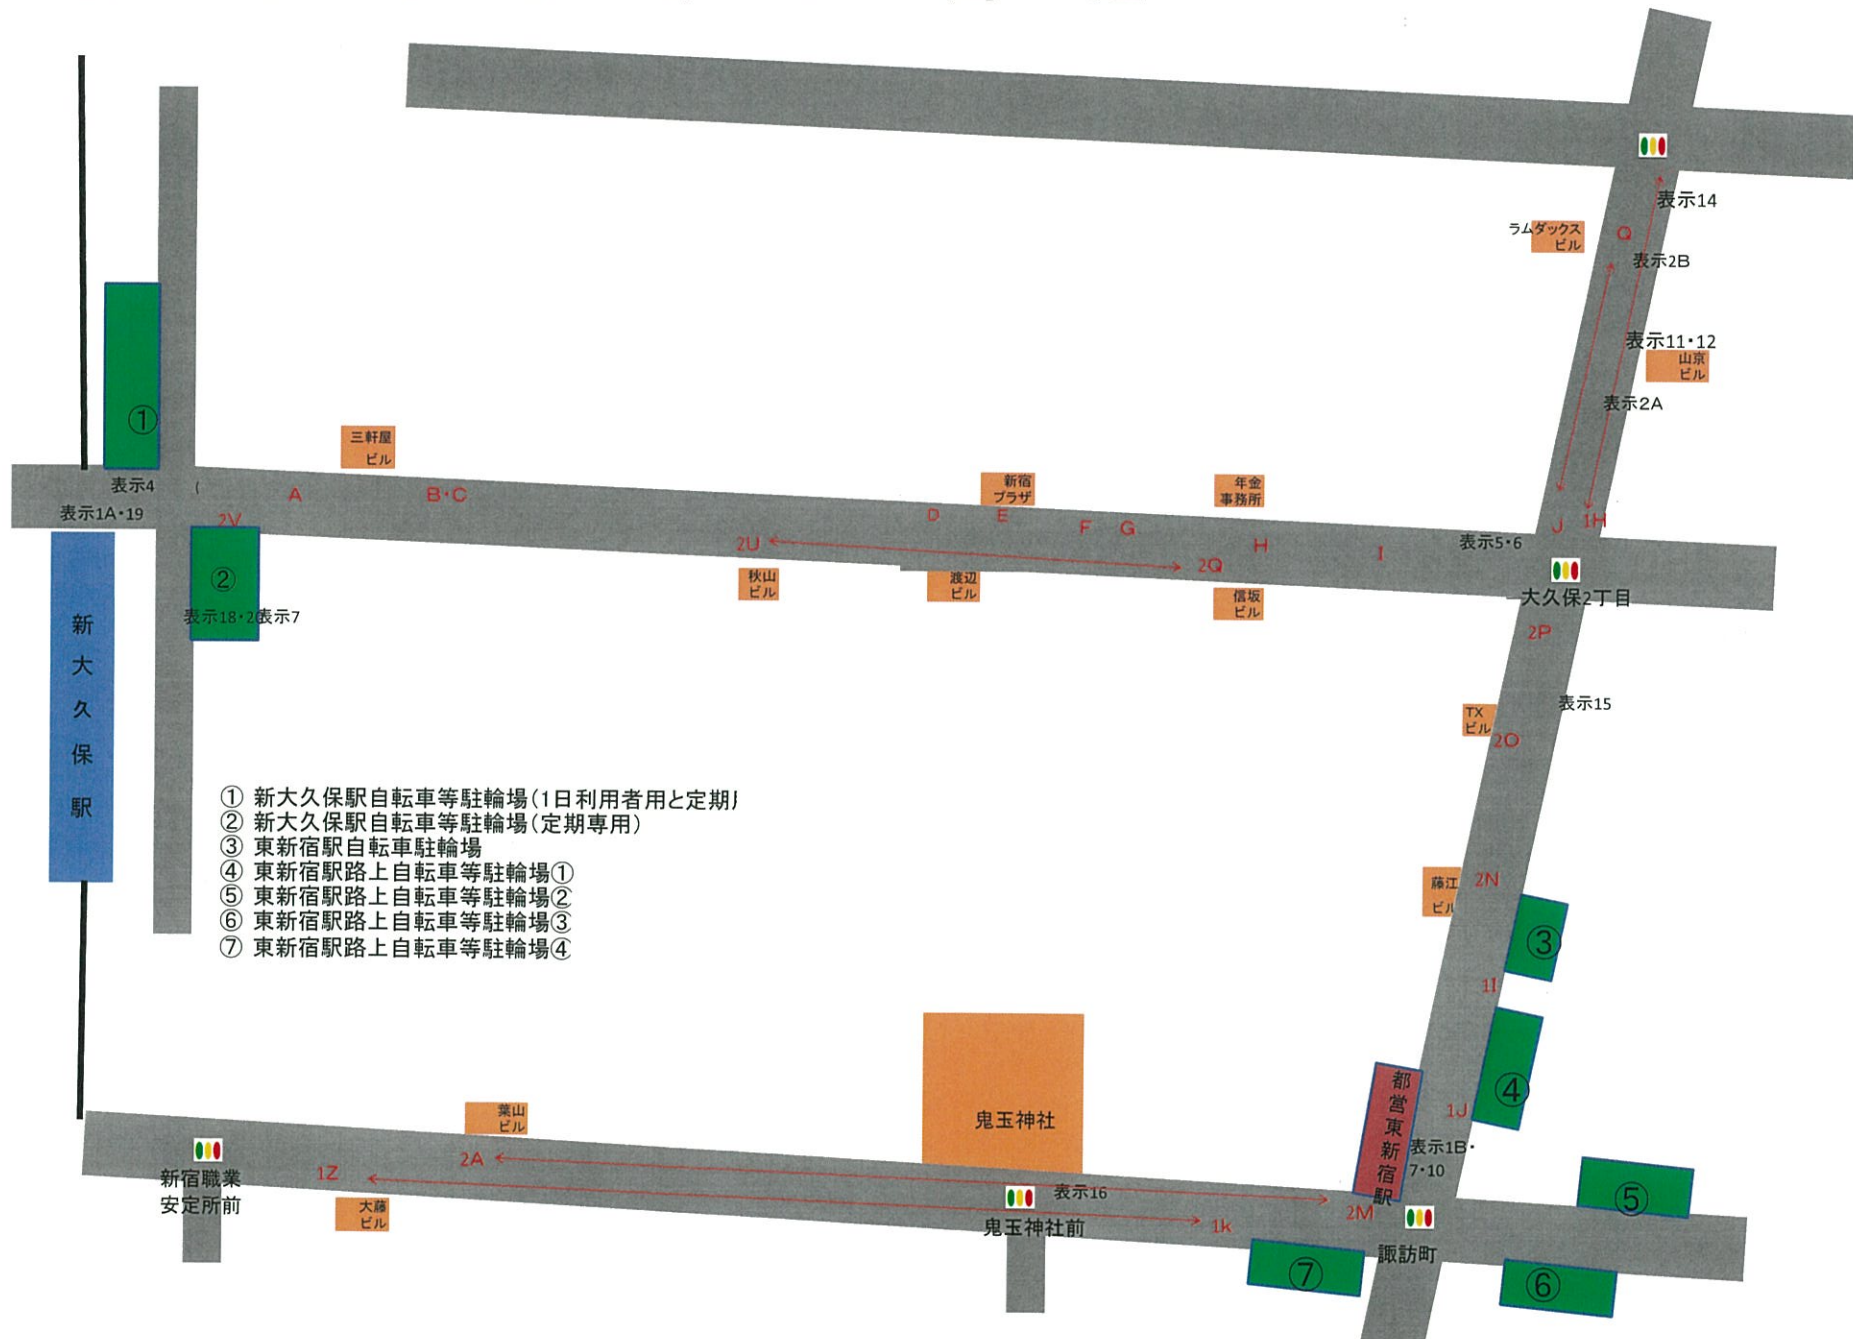 表示14
ラムダックス
ビル
Q
表示2B
表示11・12
山京
ビル
表示2A
①
三軒屋
ビル
表示4
A
B・C
新宿
プラザ
年金
事務所
表示1A・19
2V
D
E
F
G
H
I
J
1H
表示5・6
2U
2Q
大久保2丁目
②
秋山
ビル
渡辺
ビル
信坂
ビル
表示18・2
表示7
2P
新大久保駅
表示15
TX
ビル
2O
① 新大久保駅自転車等駐輪場(1日利用者用と定期
② 新大久保駅自転車等駐輪場(定期専用)
③ 東新宿駅自転車駐輪場
④ 東新宿駅路上自転車等駐輪場①
⑤ 東新宿駅路上自転車等駐輪場②
⑥ 東新宿駅路上自転車等駐輪場③
⑦ 東新宿駅路上自転車等駐輪場④
藤江
ビル
2N
③
1I
④
都営東新宿駅
1J
表示1B・
7・10
葉山
ビル
鬼玉神社
新宿職業
安定所前
1Z
2A
大藤
ビル
表示16
鬼玉神社前
1k
2M
諏訪町
⑤
⑥
⑦